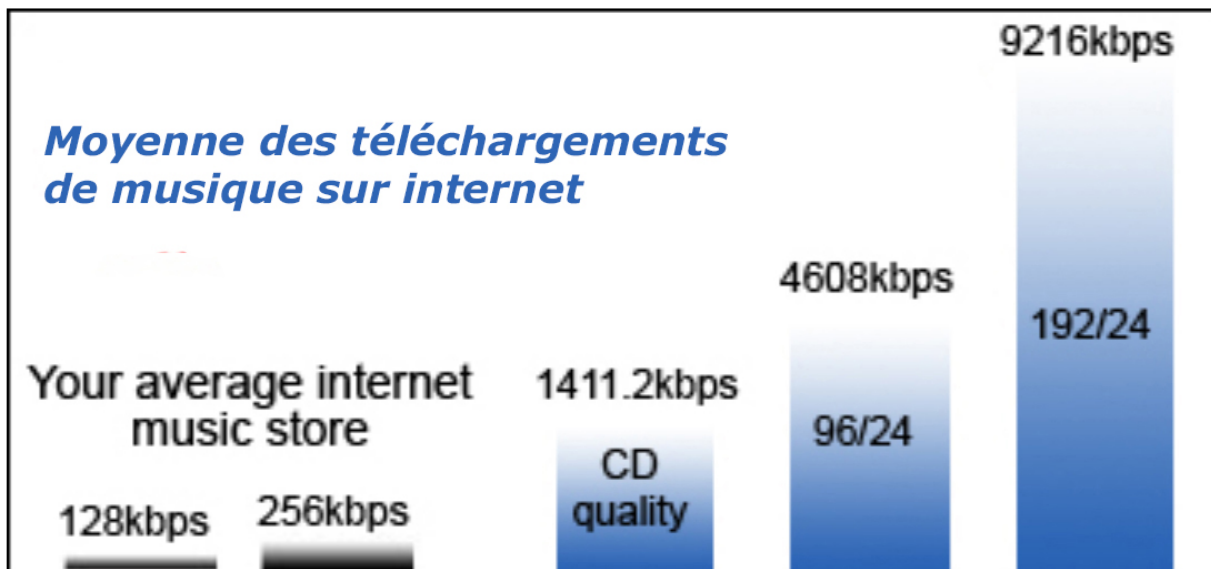 9216kbps
Moyenne des téléchargements
de musique sur internet
4608kbps
192/24
Your average internet
music store
1411.2kbps
96/24
CD
quality
128kbps
256kbps